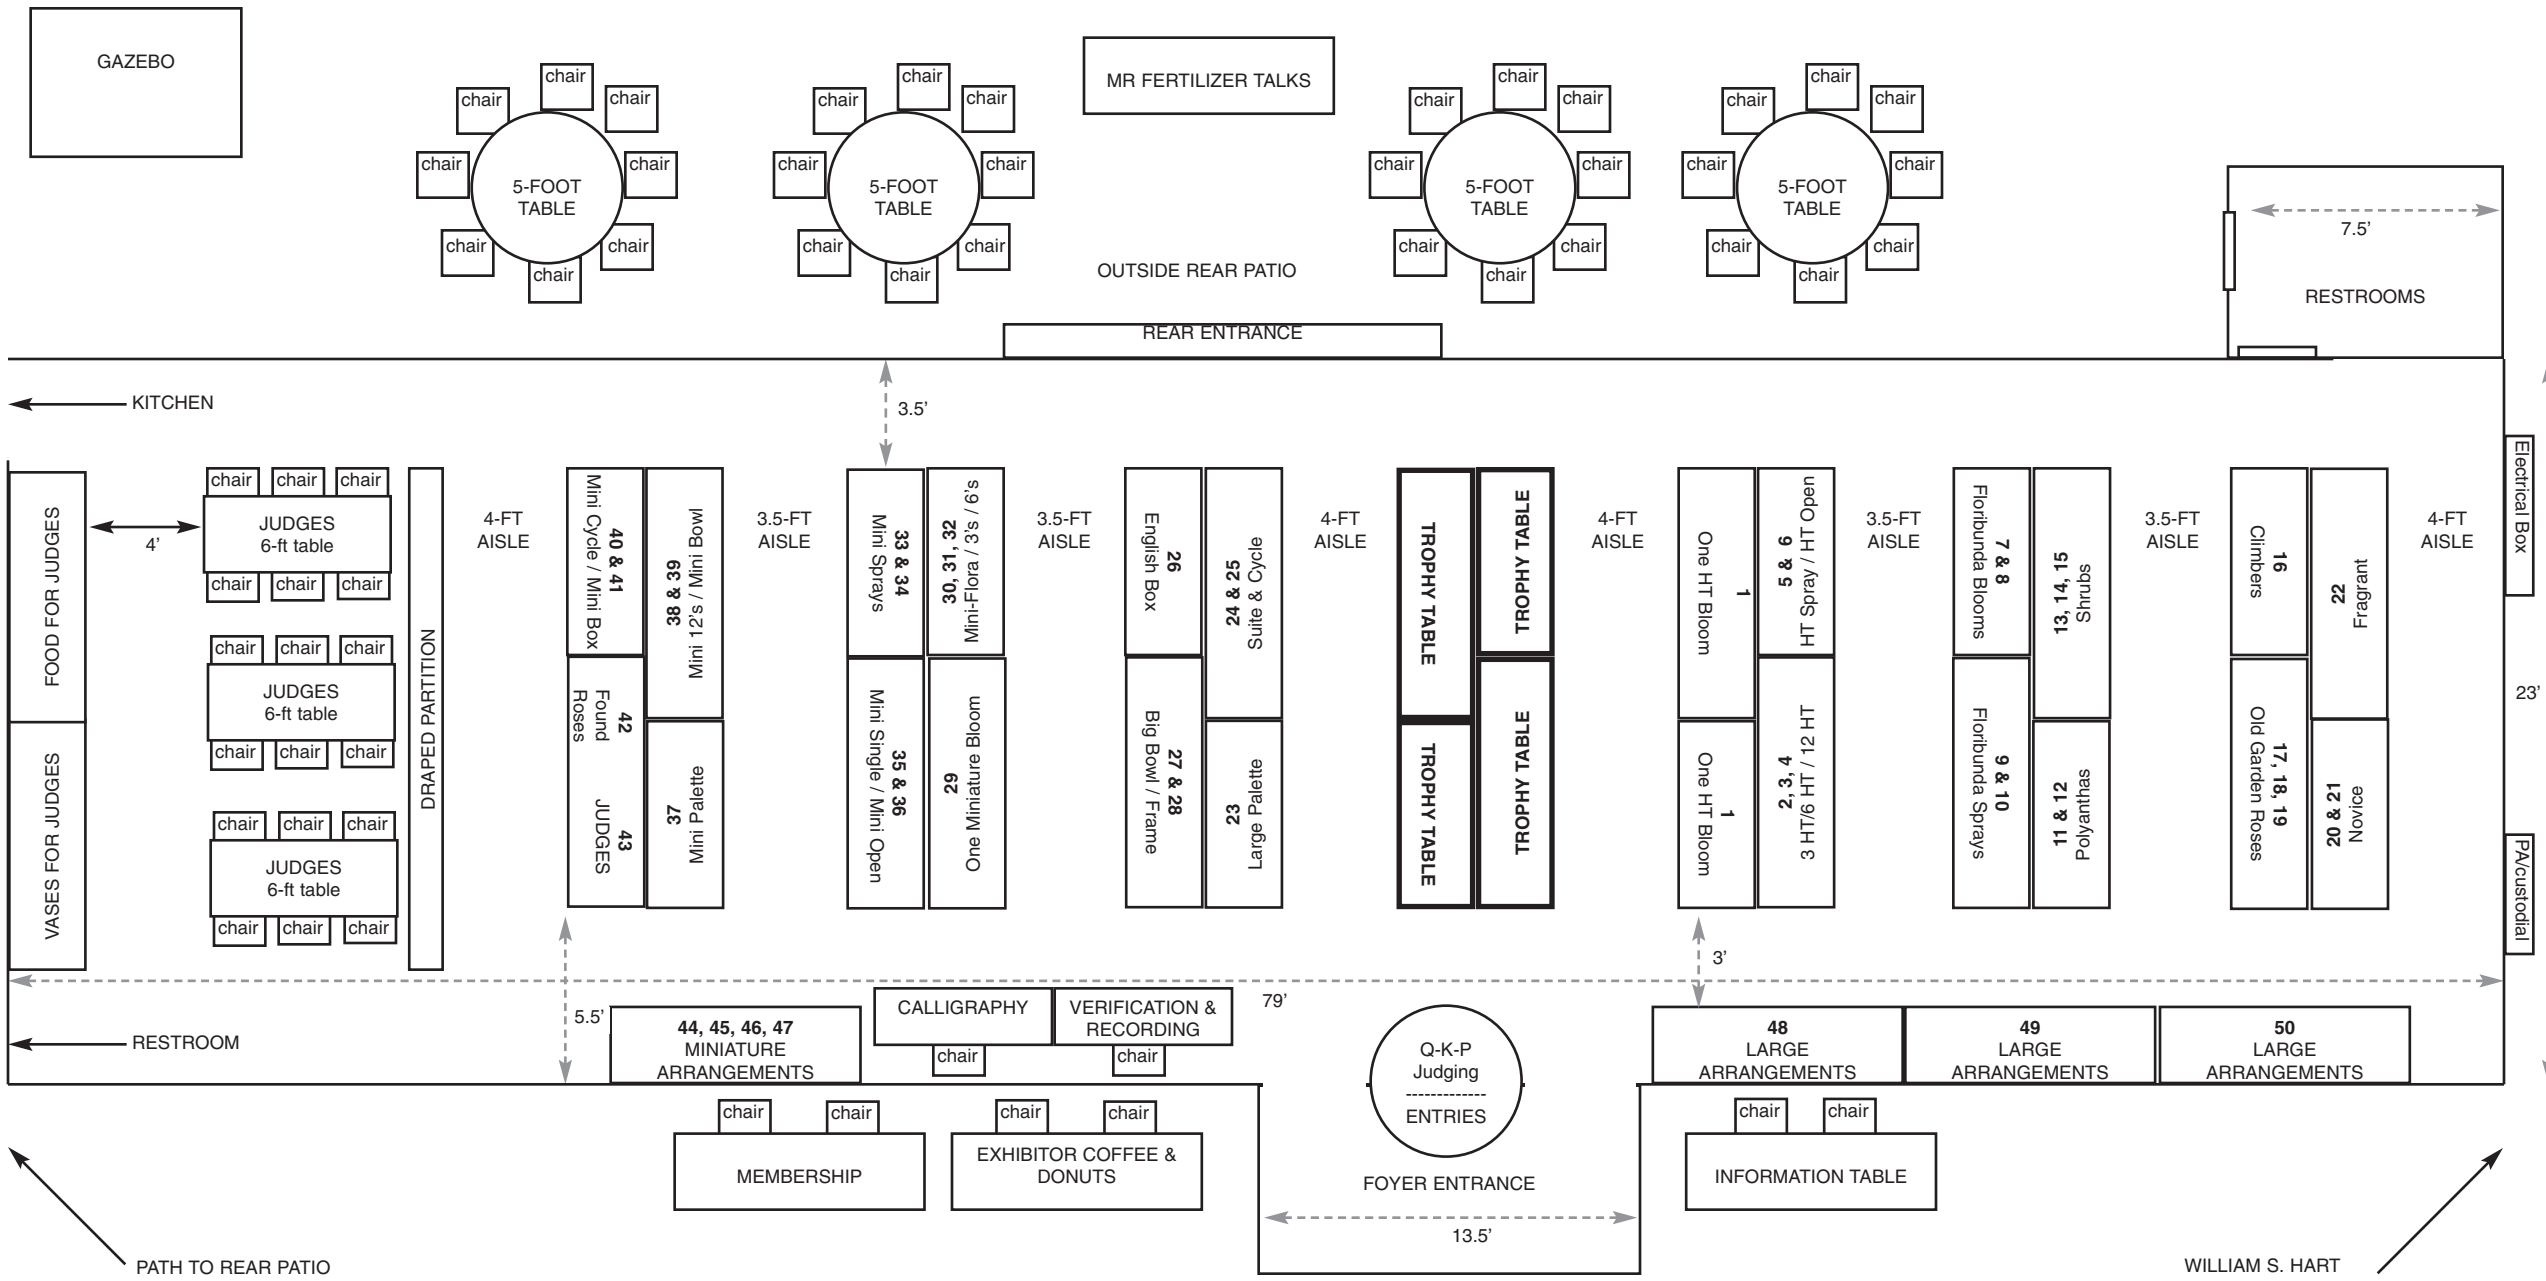 GAZEBO
MR FERTILIZER TALKS
chair
chair
chair
chair
chair
chair
chair
chair
5-FOOT
TABLE
chair
chair
chair
chair
chair
chair
chair
chair
5-FOOT
TABLE
chair
chair
chair
chair
chair
chair
chair
chair
5-FOOT
TABLE
chair
chair
chair
chair
chair
chair
chair
chair
5-FOOT
TABLE
7.5’
RESTROOMS
OUTSIDE REAR PATIO
REAR ENTRANCE
KITCHEN
3.5’
FOOD FOR JUDGES
VASES FOR JUDGES
4’
chair
chair
chair
JUDGES
6-ft table
chair
chair
chair
chair
chair
chair
JUDGES
6-ft table
chair
chair
chair
chair
chair
chair
JUDGES
6-ft table
chair
chair
chair
DRAPED PARTITION
4-FT
AISLE
40 & 41
Mini Cycle / Mini Box
38 & 39
Mini 12’s / Mini Bowl
42
Found
Roses
43
JUDGES
37
Mini Palette
3.5-FT
AISLE
33 & 34
Mini Sprays
30, 31, 32
Mini-Flora / 3’s / 6’s
35 & 36
Mini Single / Mini Open
29
One Miniature Bloom
3.5-FT
AISLE
26
English Box
24 & 25
Suite & Cycle
27 & 28
Big Bowl / Frame
23
Large Palette
4-FT
AISLE
TROPHY TABLE
TROPHY TABLE
TROPHY TABLE
TROPHY TABLE
4-FT
AISLE
1
One HT Bloom
5 & 6
HT Spray / HT Open
1
One HT Bloom
2, 3, 4
3 HT/6 HT / 12 HT
3.5-FT
AISLE
7 & 8
Floribunda Blooms
13, 14, 15
Shrubs
9 & 10
Floribunda Sprays
11 & 12
Polyanthas
3.5-FT
AISLE
16
Climbers
22
Fragrant
17, 18, 19
Old Garden Roses
20 & 21
Novice
4-FT
AISLE
Electrical Box
23’
PA/custodial
3’
79’
5.5’
RESTROOM
44, 45, 46, 47
MINIATURE
ARRANGEMENTS
CALLIGRAPHY
chair
VERIFICATION &
RECORDING
chair
Q-K-P
Judging
-------------
ENTRIES
48
LARGE
ARRANGEMENTS
49
LARGE
ARRANGEMENTS
50
LARGE
ARRANGEMENTS
chair
chair
MEMBERSHIP
chair
chair
EXHIBITOR COFFEE &
DONUTS
FOYER ENTRANCE
13.5’
chair
chair
INFORMATION TABLE
PATH TO REAR PATIO
WILLIAM S. HART